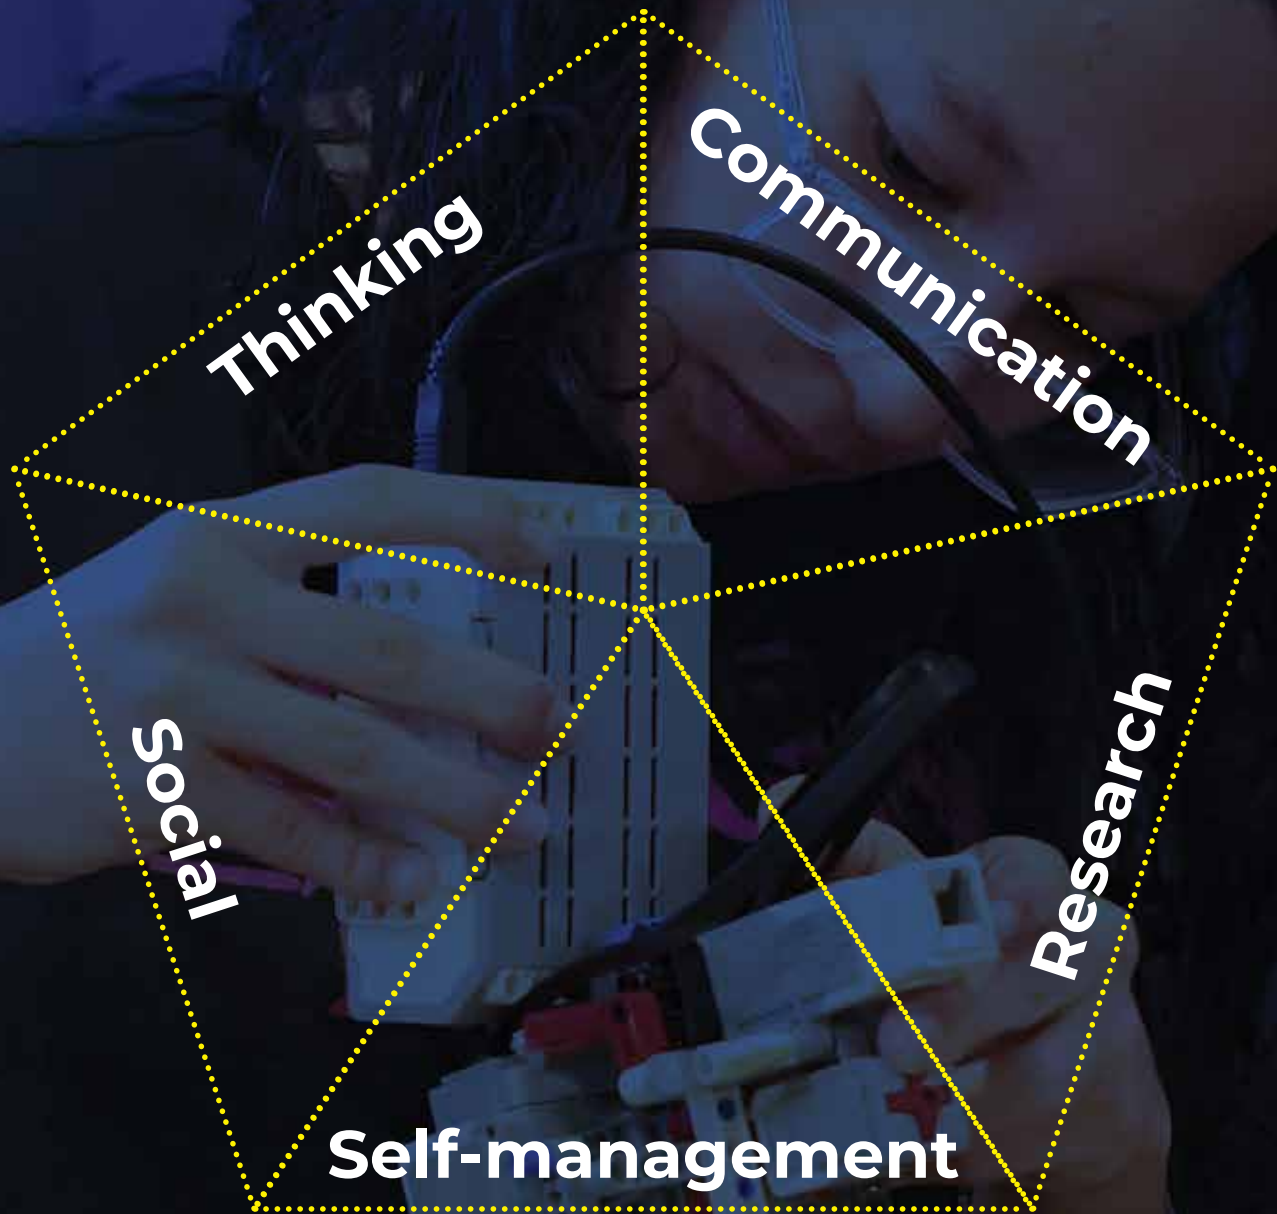 Thinking
Communication
Social
Research
Self-management